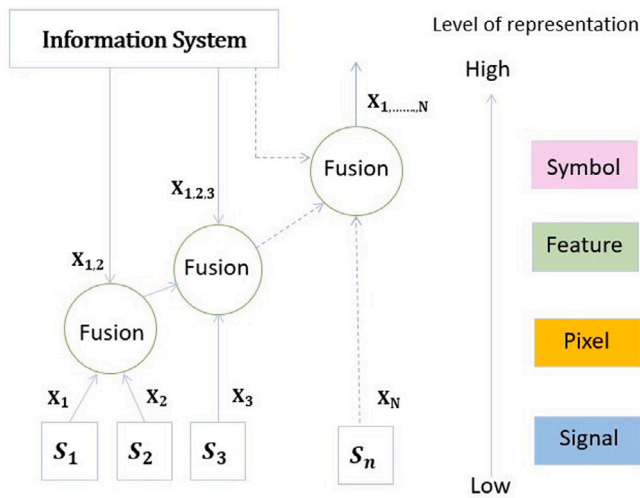 Information System
Level of representation
High
X1,.......,N
Fusion
Symbol
X1,2,3
Feature
X1,2
Fusion
Fusion
Pixel
X1
X2
X3
XN
S1
S2
S3
Sn
Signal
Low